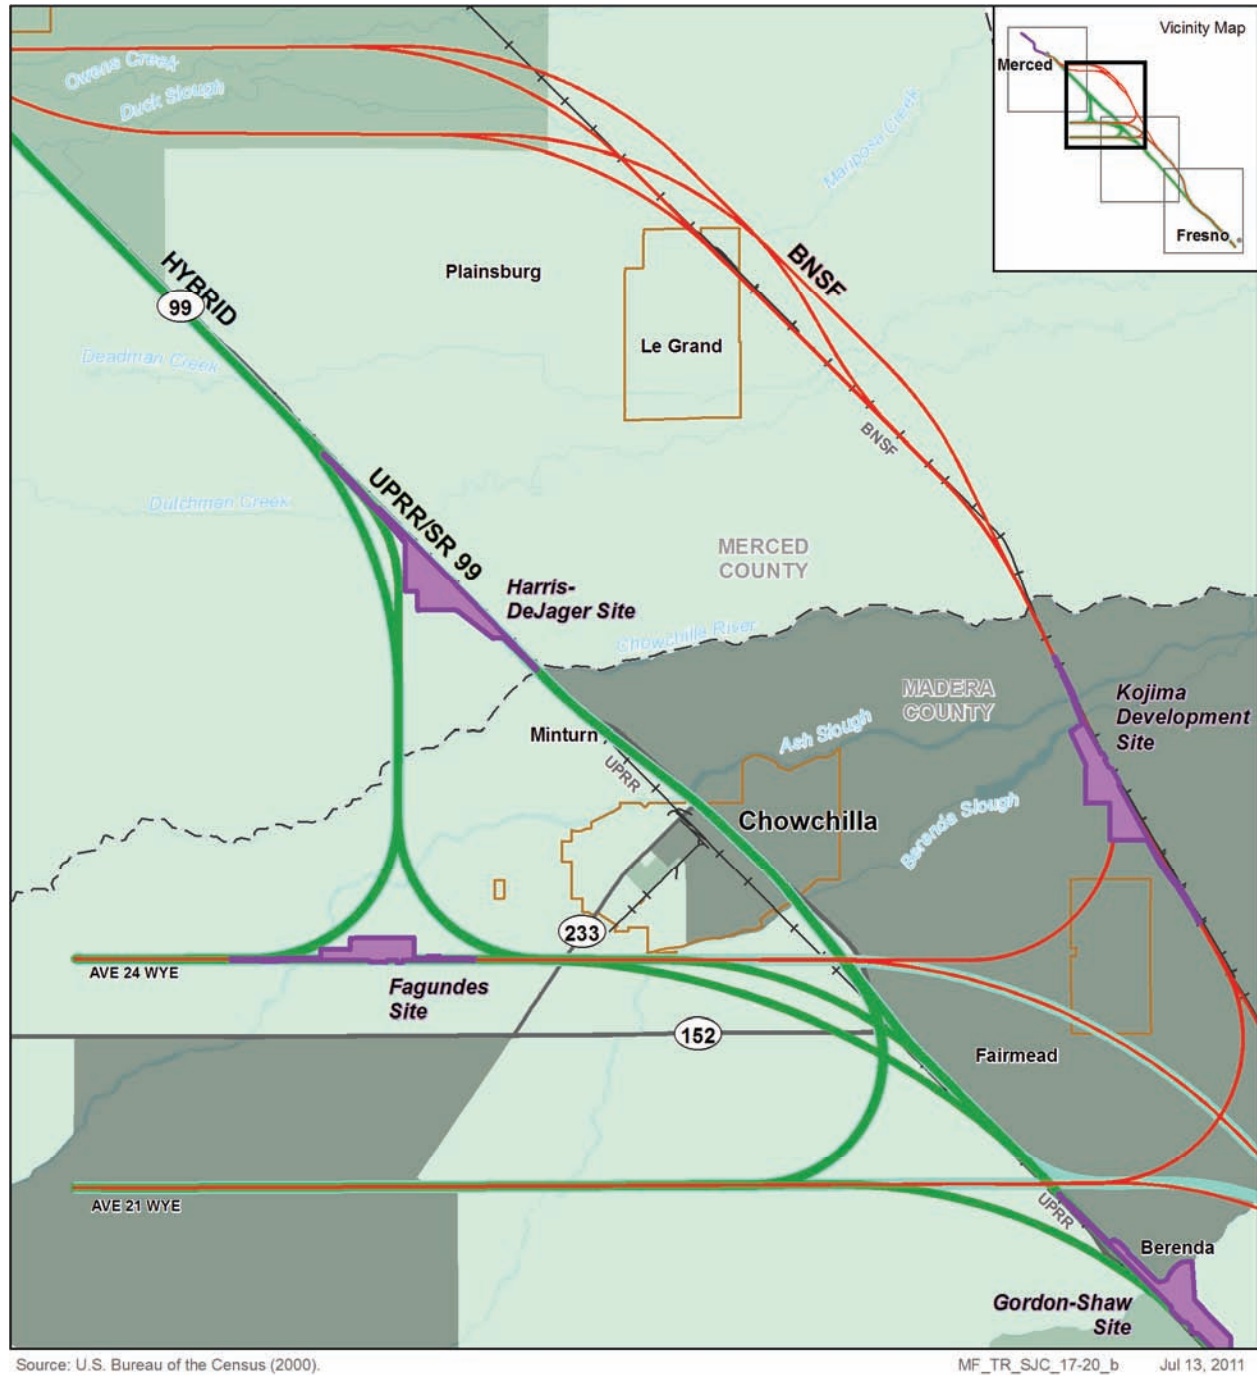 Vicinity Map
Merced
Fresno
Owens Creek
Duck Slough
Mariposa Creek
HYBRID
99
Plainsburg
BNSF
Le Grand
Deadman Creek
BNSF
Dutchman Creek
UPRR/SR 99
MERCED
COUNTY
Harris-
DeJager Site
Chowchilla River
MADERA
COUNTY
Kojima
Development
Site
Minturn
Ash Slough
UPRR
Chowchilla
Berenda Slough
233
AVE 24 WYE
Fagundes
Site
152
Fairmead
AVE 21 WYE
UPRR
Berenda
Gordon-Shaw
Site
Source: U.S. Bureau of the Census (2000).
MF_TR_SJC_17-20_b Jul 13, 2011